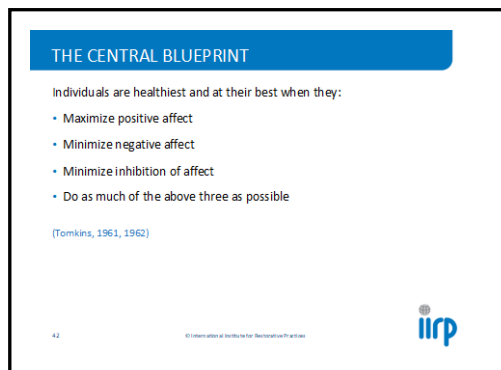 THE CENTRAL BLUEPRINT
Individuals are healthiest and at their best when they:
• Maximize positive affect
• Minimize negative affect
• Minimize inhibition of affect
• Do as much of the above three as possible
(Tomkins, 1961, 1962)
42
© International Institute for Restorative Practices
iirp